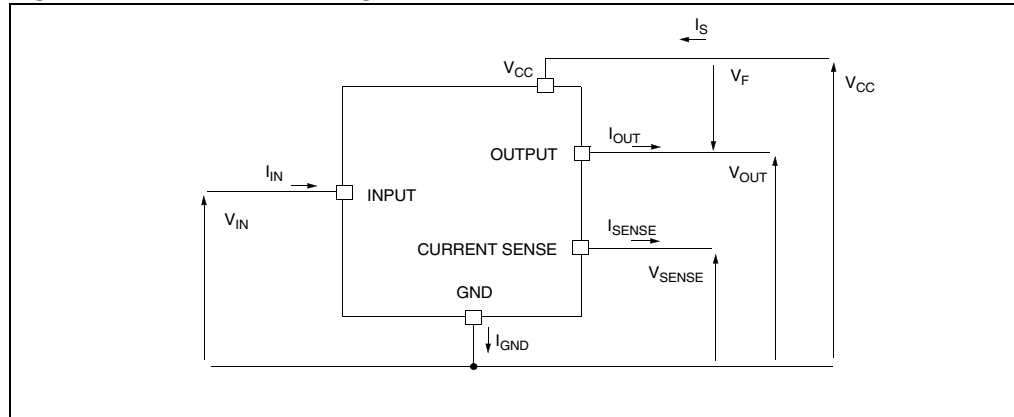 I_S
V_CC
V_F
V_CC
I_OUT
OUTPUT
V_OUT
I_IN
INPUT
V_IN
I_SENSE
CURRENT SENSE
V_SENSE
GND
I_GND